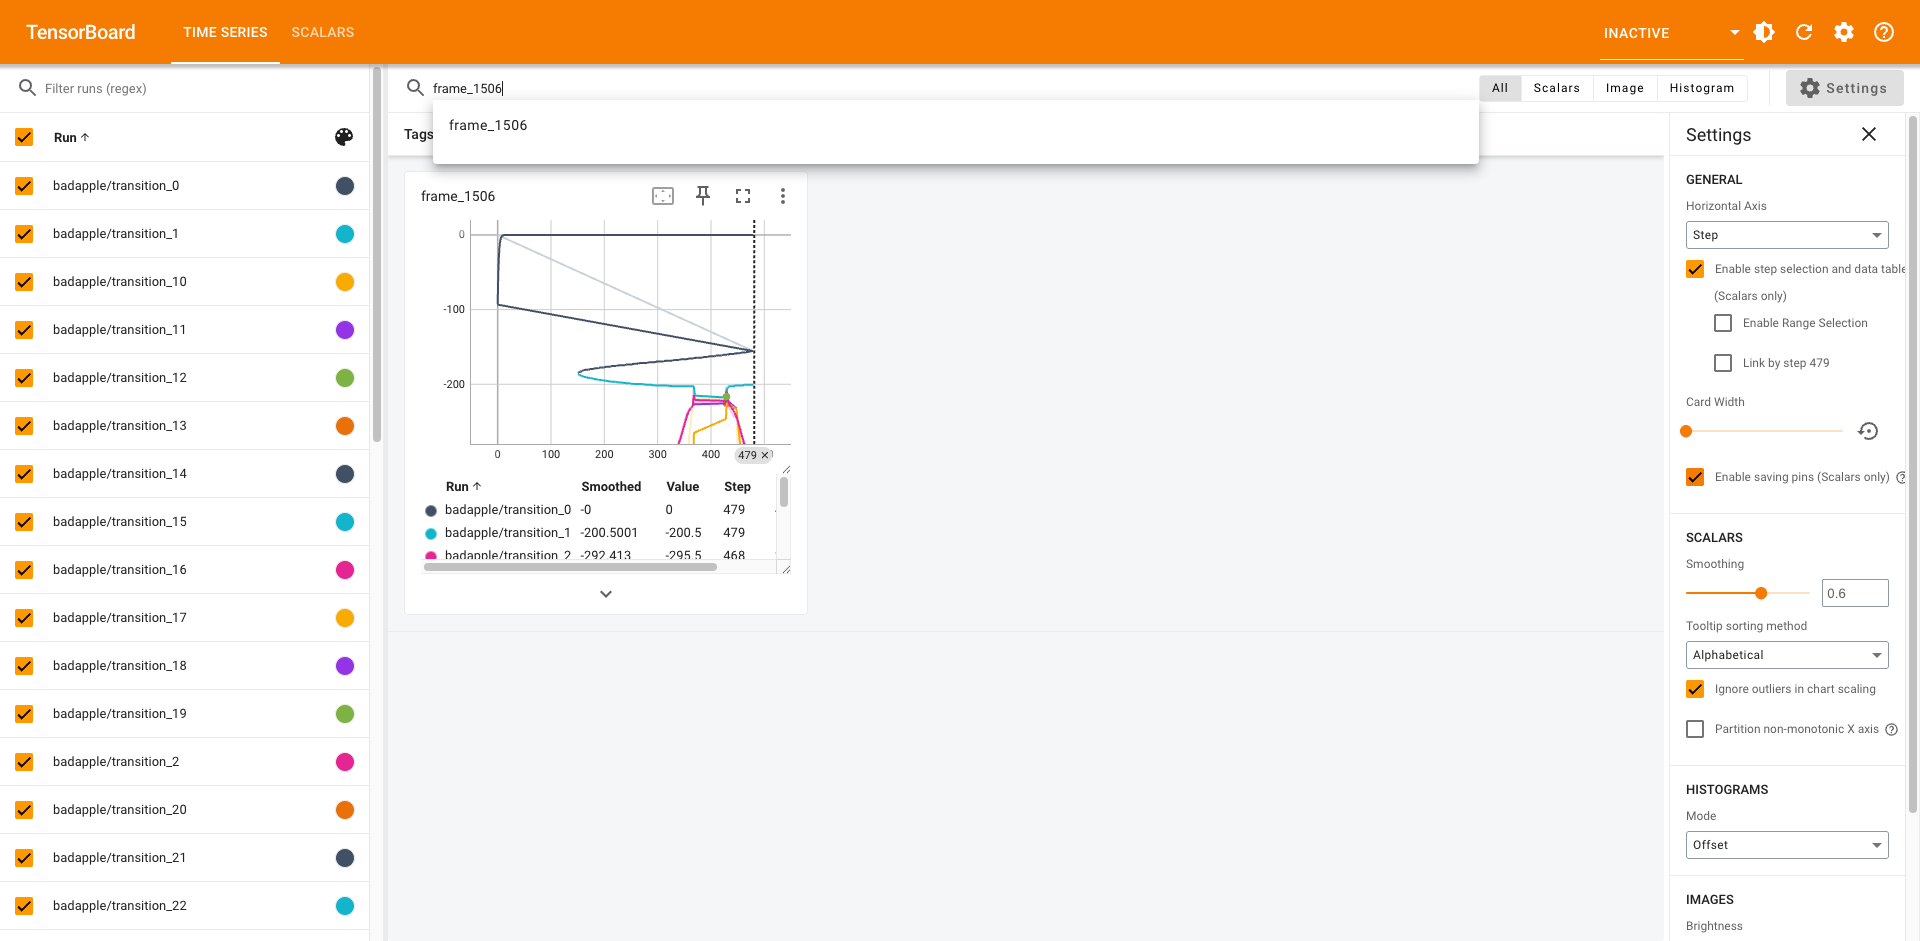 TensorBoard
TIME SERIES
SCALARS
INACTIVE
Filter runs (regex)
Run
badapple/transition_0
badapple/transition_1
badapple/transition_10
badapple/transition_11
badapple/transition_12
badapple/transition_13
badapple/transition_14
badapple/transition_15
badapple/transition_16
badapple/transition_17
badapple/transition_18
badapple/transition_19
badapple/transition_2
badapple/transition_20
badapple/transition_21
badapple/transition_22
frame_1506
All
Scalars
Image
Histogram
Settings
frame_1506
Tags
frame_1506
0
-100
-200
0
100
200
300
400
479
Run Smoothed Value Step
badapple/transition_0 -0 0 479
badapple/transition_1 -200.5001 -200.5 479
badapple/transition_2 -292.413 -295.5 468
Settings
GENERAL
Horizontal Axis
Step
Enable step selection and data table
(Scalars only)
Enable Range Selection
Link by step 479
Card Width
Enable saving pins (Scalars only)
SCALARS
Smoothing
0.6
Tooltip sorting method
Alphabetical
Ignore outliers in chart scaling
Partition non-monotonic X axis
HISTOGRAMS
Mode
Offset
IMAGES
Brightness